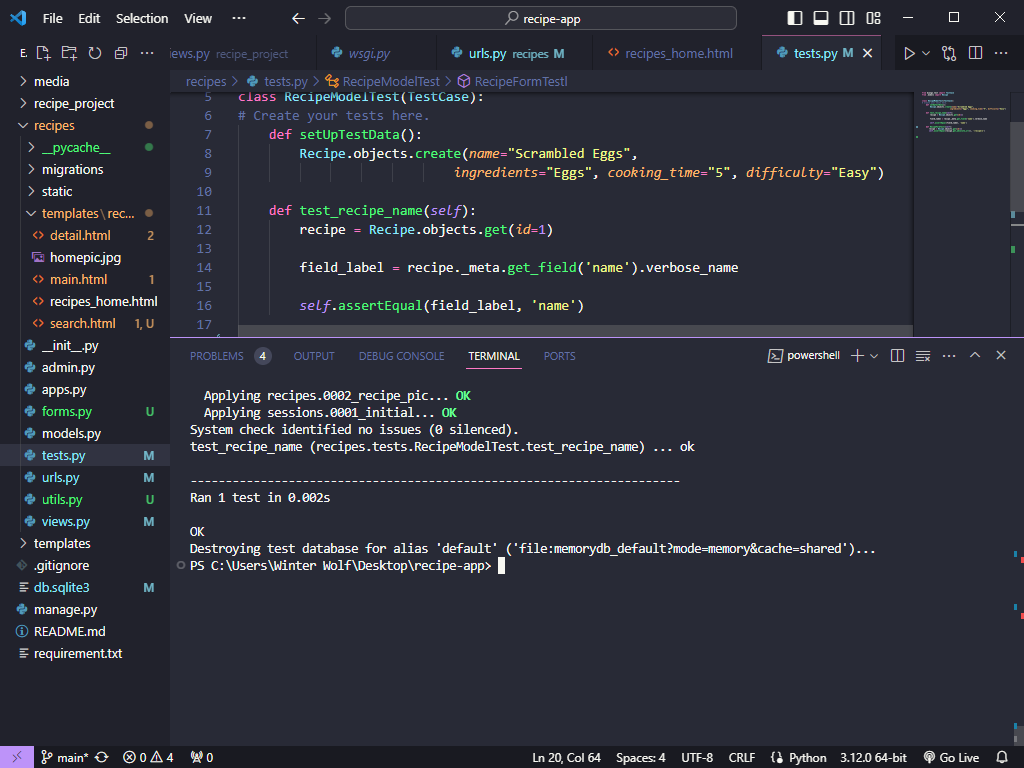 File Edit Selection View ··· recipe-app
E.
iews.py recipe_project wsgi.py urls.py recipes M recipes_home.html tests.py M
recipes > tests.py > RecipeModelTest > RecipeFormTestl
media
recipe_project
recipes
__pycache__
migrations
static
templates\rec...
detail.html 2
homepic.jpg
main.html 1
recipes_home.html
search.html 1, U
__init__.py
admin.py
apps.py
forms.py U
models.py
tests.py M
urls.py M
utils.py U
views.py M
templates
.gitignore
db.sqlite3 M
manage.py
README.md
requirement.txt
5 class RecipeModelTest(TestCase):
6 # Create your tests here.
7 def setUpTestData():
8 Recipe.objects.create(name="Scrambled Eggs",
9 ingredients="Eggs", cooking_time="5", difficulty="Easy")
10
11 def test_recipe_name(self):
12 recipe = Recipe.objects.get(id=1)
13
14 field_label = recipe._meta.get_field('name').verbose_name
15
16 self.assertEqual(field_label, 'name')
17
PROBLEMS 4 OUTPUT DEBUG CONSOLE TERMINAL PORTS powershell
Applying recipes.0002_recipe_pic... OK
Applying sessions.0001_initial... OK
System check identified no issues (0 silenced).
test_recipe_name (recipes.tests.RecipeModelTest.test_recipe_name) ... ok
----------------------------------------------------------------------
Ran 1 test in 0.002s
OK
Destroying test database for alias 'default' ('file:memorydb_default?mode=memory&cache=shared')...
PS C:\Users\Winter Wolf\Desktop\recipe-app>
main* 0 4 0 Ln 20, Col 64 Spaces: 4 UTF-8 CRLF Python 3.12.0 64-bit Go Live